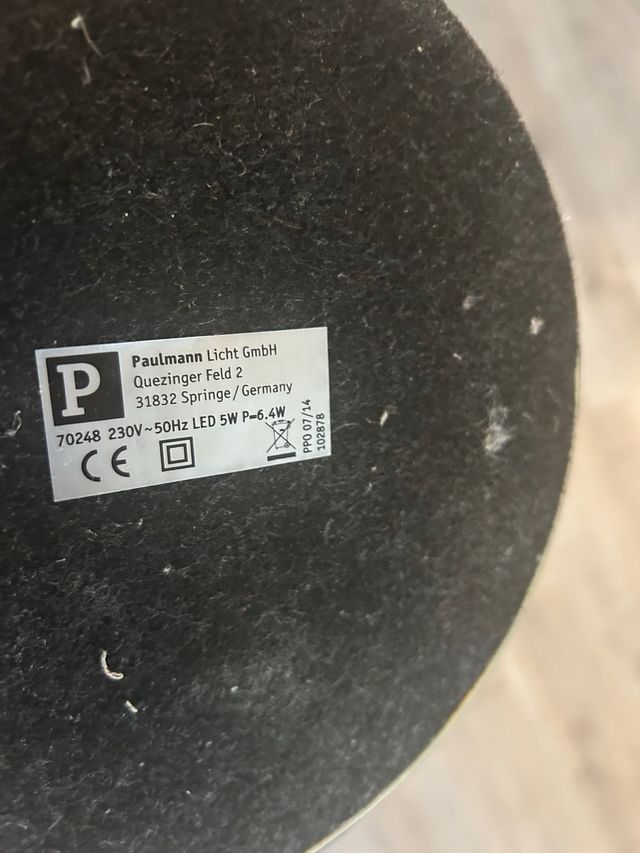 P
Paulmann Licht GmbH
Quezinger Feld 2
31832 Springe / Germany
70248 230V~50Hz LED 5W P=6.4W
CE
PPO 07/14
102878